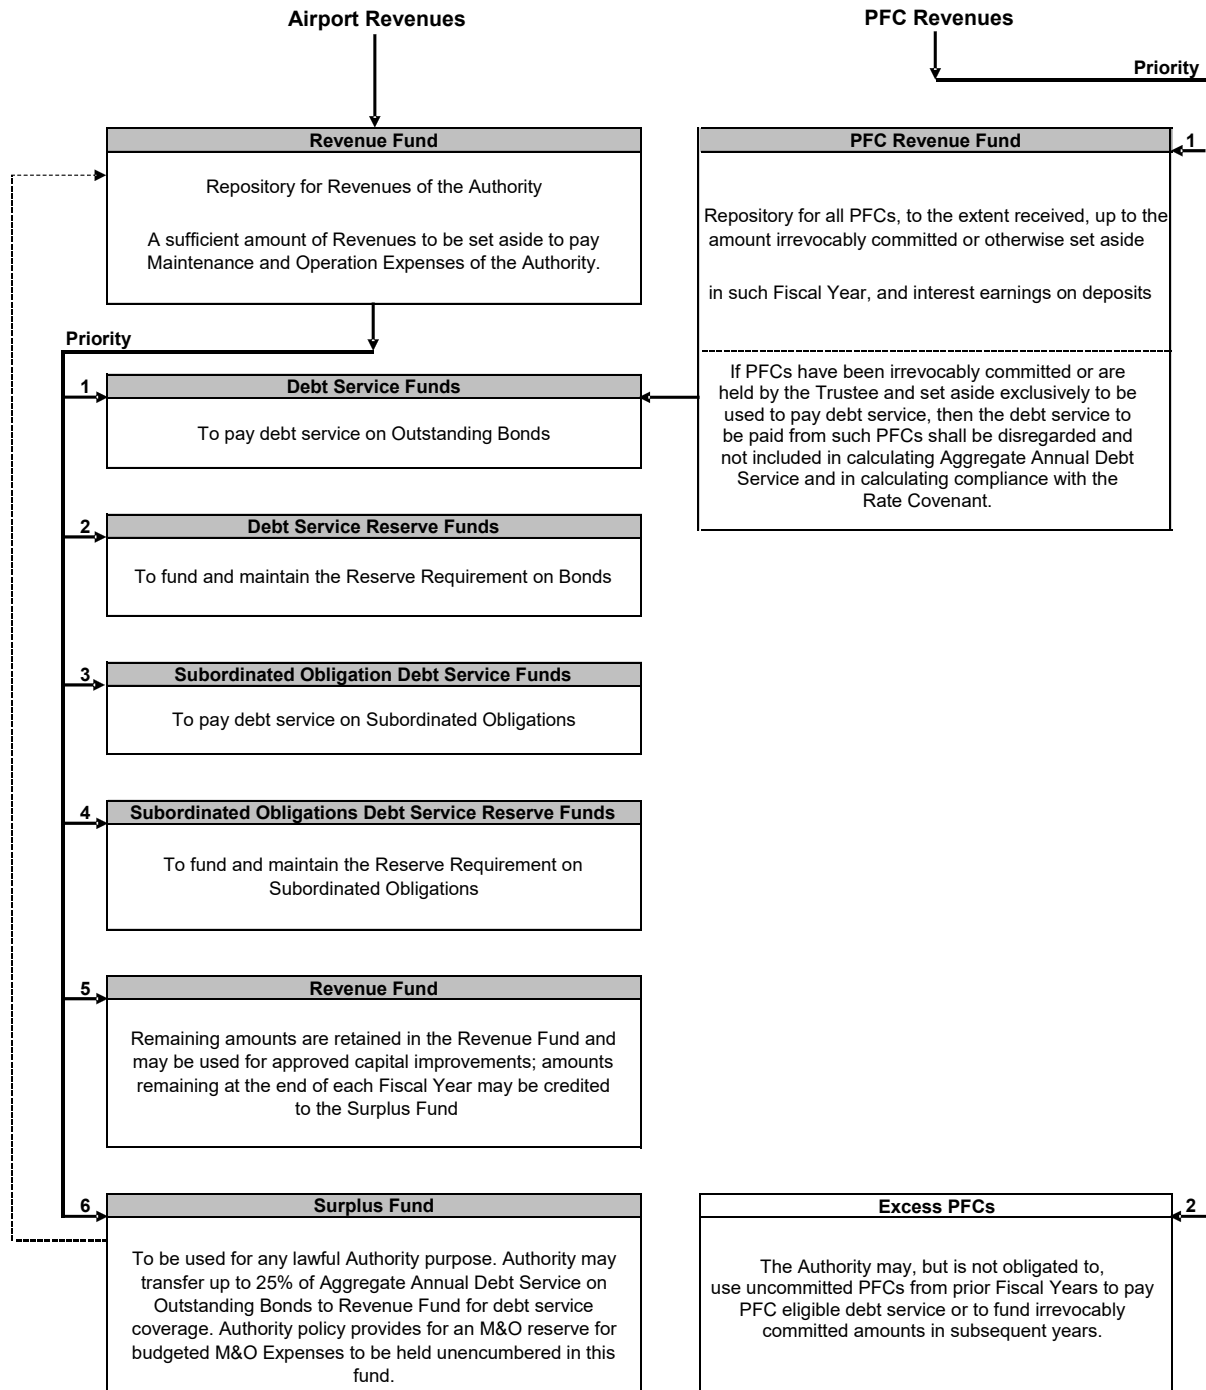 Airport Revenues
PFC Revenues
Priority
Revenue Fund
Repository for Revenues of the Authority
A sufficient amount of Revenues to be set aside to pay
Maintenance and Operation Expenses of the Authority.
PFC Revenue Fund
1
Repository for all PFCs, to the extent received, up to the
amount irrevocably committed or otherwise set aside
in such Fiscal Year, and interest earnings on deposits
If PFCs have been irrevocably committed or are
held by the Trustee and set aside exclusively to be
used to pay debt service, then the debt service to
be paid from such PFCs shall be disregarded and
not included in calculating Aggregate Annual Debt
Service and in calculating compliance with the
Rate Covenant.
Priority
1
Debt Service Funds
To pay debt service on Outstanding Bonds
2
Debt Service Reserve Funds
To fund and maintain the Reserve Requirement on Bonds
3
Subordinated Obligation Debt Service Funds
To pay debt service on Subordinated Obligations
4
Subordinated Obligations Debt Service Reserve Funds
To fund and maintain the Reserve Requirement on
Subordinated Obligations
5
Revenue Fund
Remaining amounts are retained in the Revenue Fund and
may be used for approved capital improvements; amounts
remaining at the end of each Fiscal Year may be credited
to the Surplus Fund
6
Surplus Fund
To be used for any lawful Authority purpose. Authority may
transfer up to 25% of Aggregate Annual Debt Service on
Outstanding Bonds to Revenue Fund for debt service
coverage. Authority policy provides for an M&O reserve for
budgeted M&O Expenses to be held unencumbered in this
fund.
Excess PFCs
2
The Authority may, but is not obligated to,
use uncommitted PFCs from prior Fiscal Years to pay
PFC eligible debt service or to fund irrevocably
committed amounts in subsequent years.